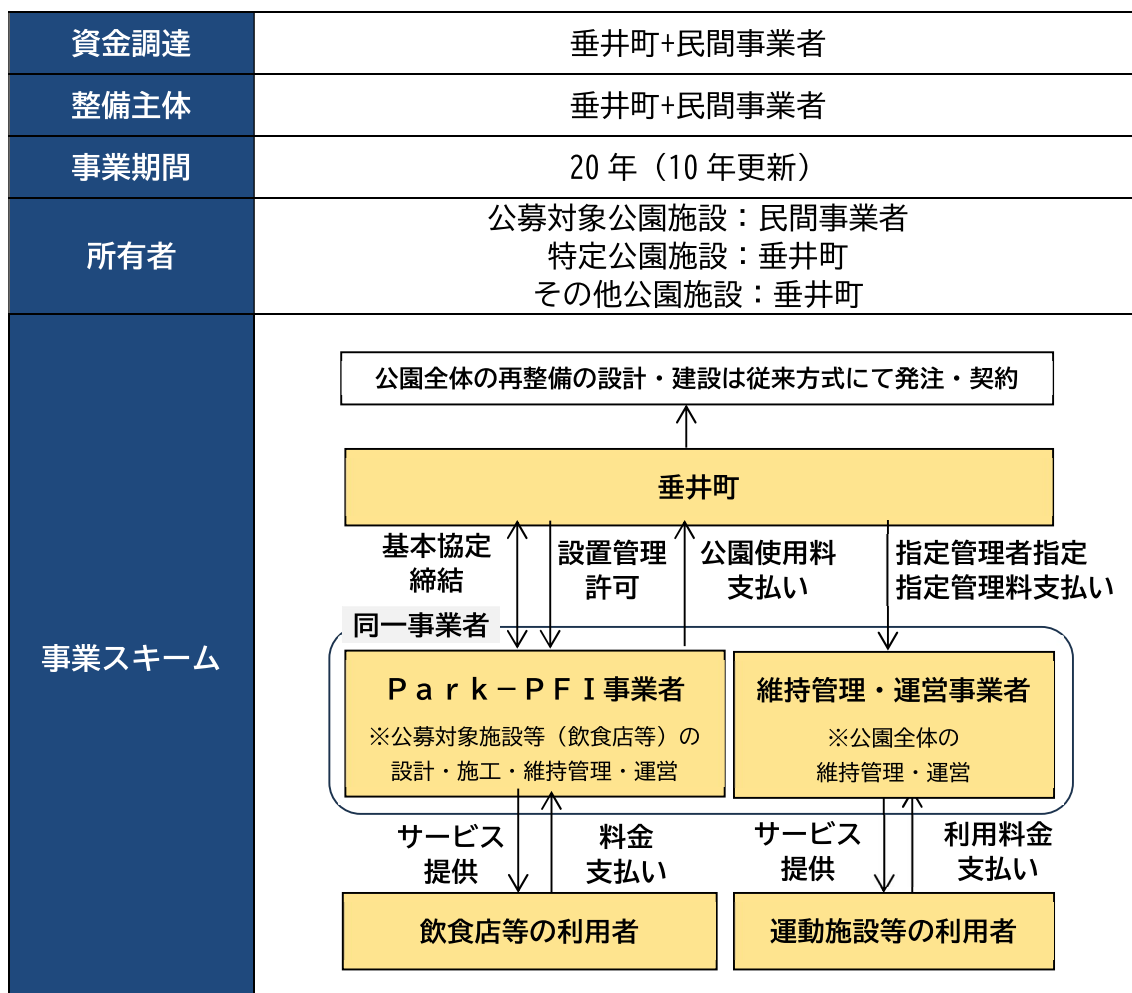 資金調達
垂井町+民間事業者
整備主体
垂井町+民間事業者
事業期間
20年（10年更新）
所有者
公募対象公園施設：民間事業者
特定公園施設：垂井町
その他公園施設：垂井町
事業スキーム
公園全体の再整備の設計・建設は従来方式にて発注・契約
垂井町
基本協定
締結
設置管理
許可
公園使用料
支払い
指定管理者指定
指定管理料支払い
同一事業者
Ｐａｒｋ－ＰＦＩ事業者
※公募対象施設等（飲食店等）の
設計・施工・維持管理・運営
維持管理・運営事業者
※公園全体の
維持管理・運営
サービス
提供
料金
支払い
サービス
提供
利用料金
支払い
飲食店等の利用者
運動施設等の利用者